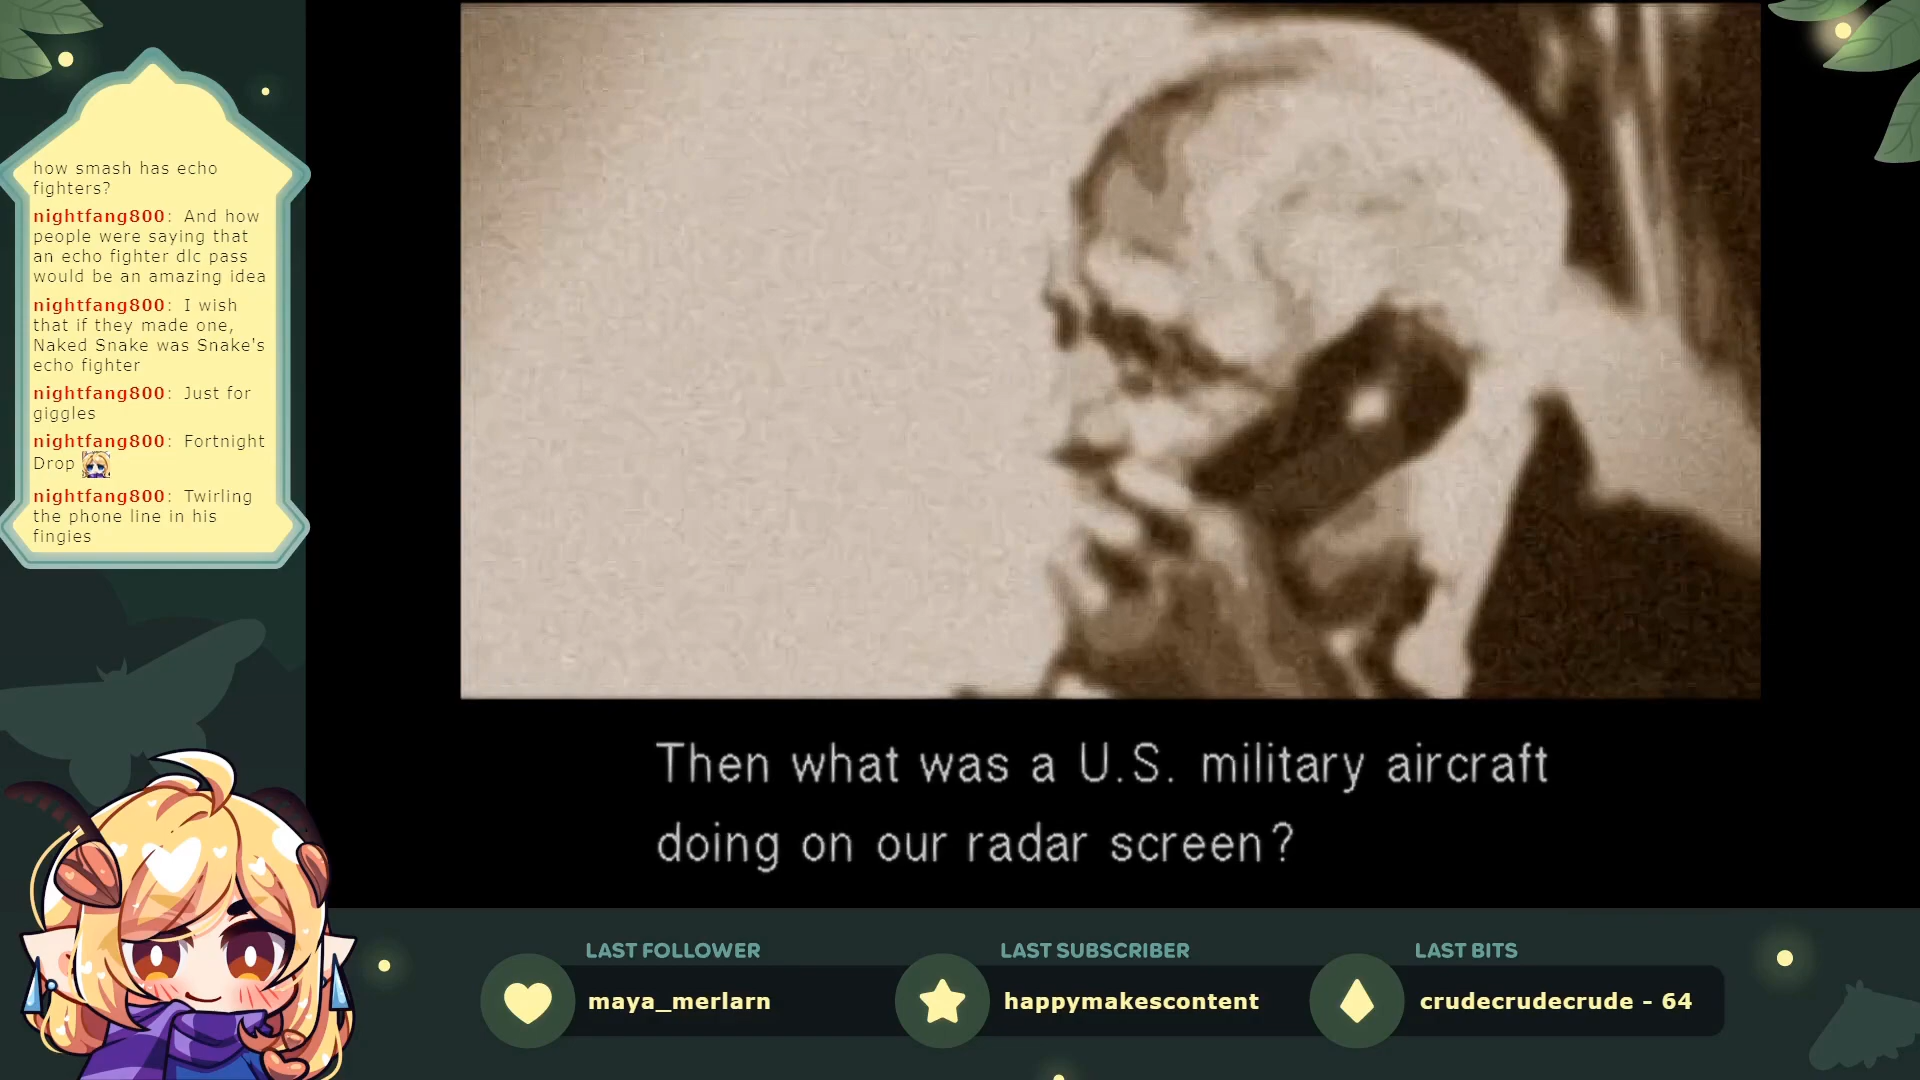 how smash has echo
fighters?
nightfang800: And how
people were saying that
an echo fighter dlc pass
would be an amazing idea
nightfang800: I wish
that if they made one,
Naked Snake was Snake's
echo fighter
nightfang800: Just for
giggles
nightfang800: Fortnight
Drop
nightfang800: Twirling
the phone line in his
fingies
Then what was a U.S. military aircraft
doing on our radar screen?
LAST FOLLOWER
maya_merlarn
LAST SUBSCRIBER
happymakescontent
LAST BITS
crudecrudecrude - 64